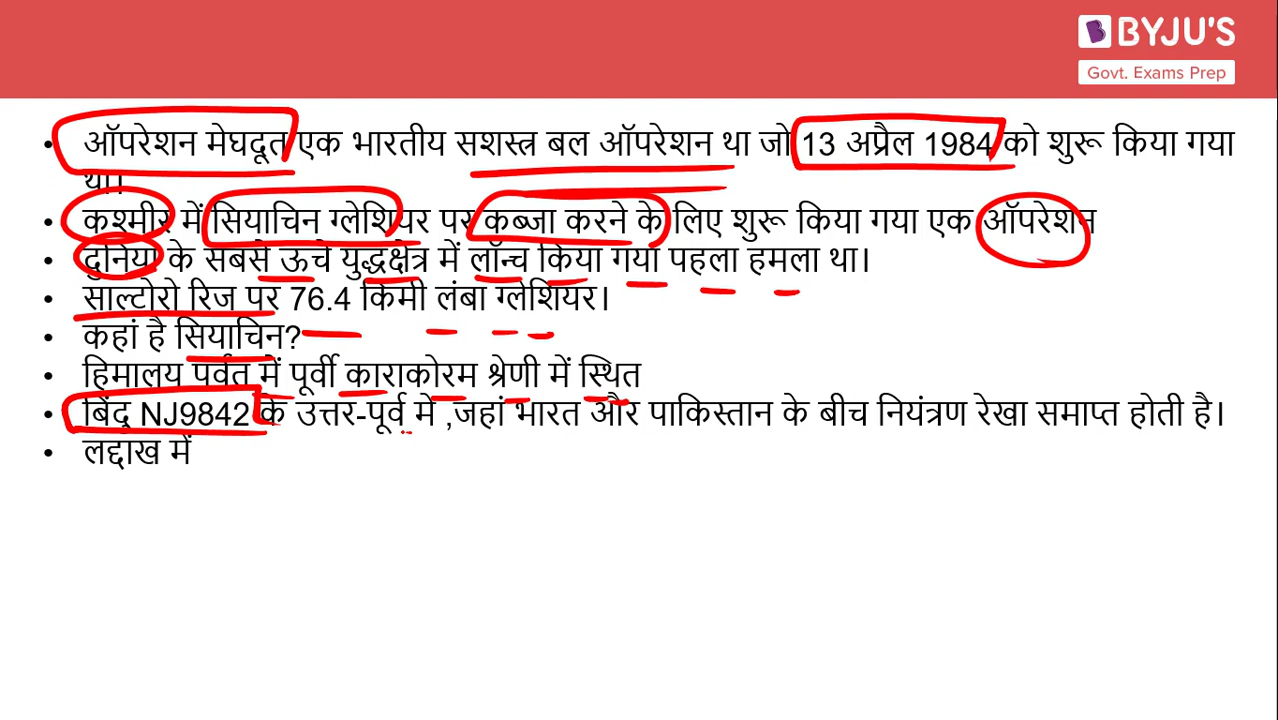 BYJU'S
Govt. Exams Prep
• ऑपरेशन मेघदूत एक भारतीय सशस्त्र बल ऑपरेशन था जो 13 अप्रैल 1984 को शुरू किया गया
था।
• कश्मीर में सियाचिन ग्लेशियर पर कब्जा करने के लिए शुरू किया गया एक ऑपरेशन
• दुनिया के सबसे ऊंचे युद्धक्षेत्र में लॉन्च किया गया पहला हमला था।
• साल्टोरो रिज पर 76.4 किमी लंबा ग्लेशियर।
• कहां है सियाचिन?
• हिमालय पर्वत में पूर्वी काराकोरम श्रेणी में स्थित
• बिंदु NJ9842 के उत्तर-पूर्व में ,जहां भारत और पाकिस्तान के बीच नियंत्रण रेखा समाप्त होती है।
• लद्दाख में